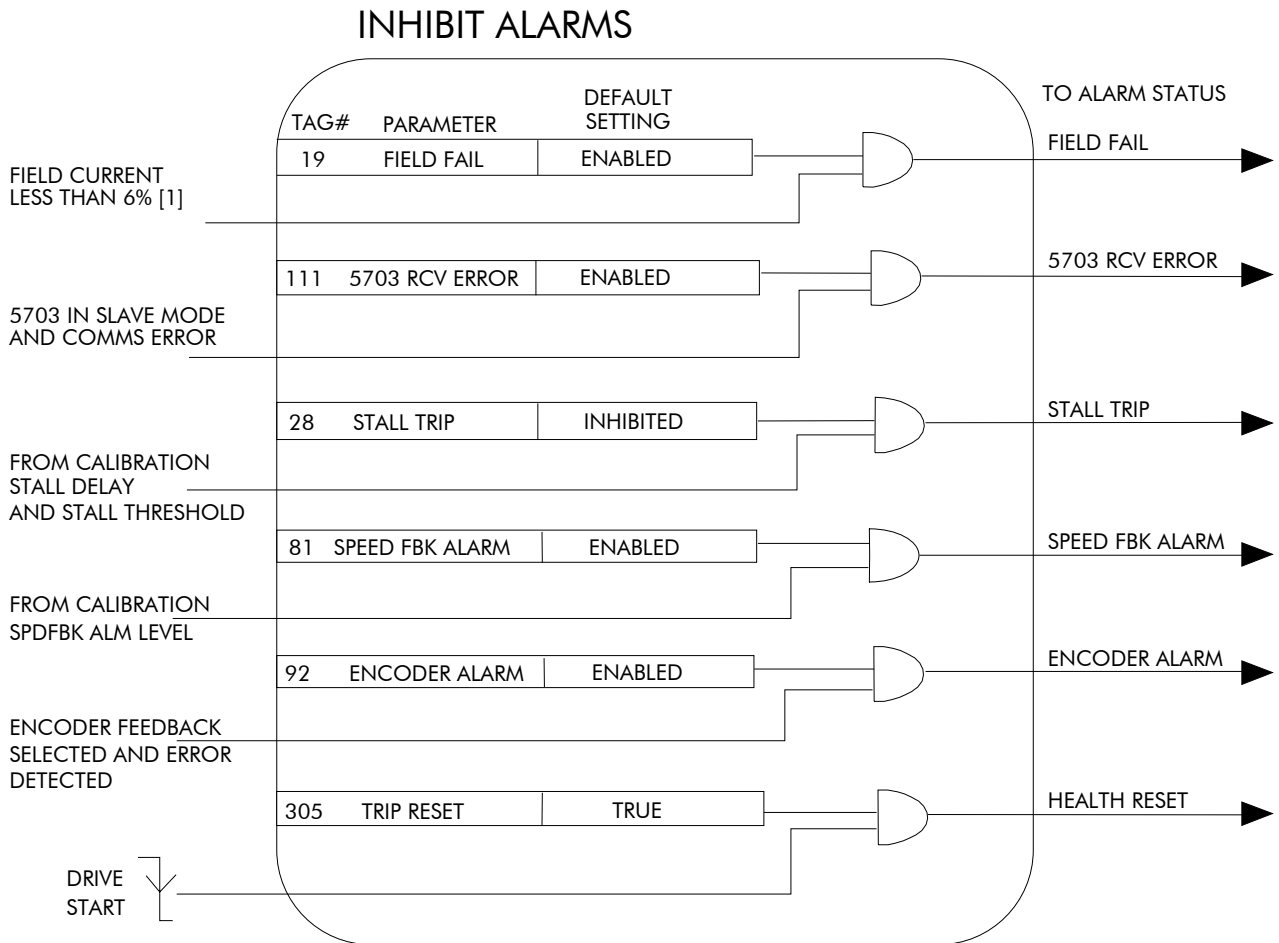 INHIBIT ALARMS
TO ALARM STATUS
DEFAULT
SETTING
TAG# PARAMETER
19 FIELD FAIL ENABLED
FIELD FAIL
FIELD CURRENT
LESS THAN 6% [1]
111 5703 RCV ERROR ENABLED
5703 RCV ERROR
5703 IN SLAVE MODE
AND COMMS ERROR
28 STALL TRIP INHIBITED
STALL TRIP
FROM CALIBRATION
STALL DELAY
AND STALL THRESHOLD
81 SPEED FBK ALARM ENABLED
SPEED FBK ALARM
FROM CALIBRATION
SPDFBK ALM LEVEL
92 ENCODER ALARM ENABLED
ENCODER ALARM
ENCODER FEEDBACK
SELECTED AND ERROR
DETECTED
305 TRIP RESET TRUE
HEALTH RESET
DRIVE
START